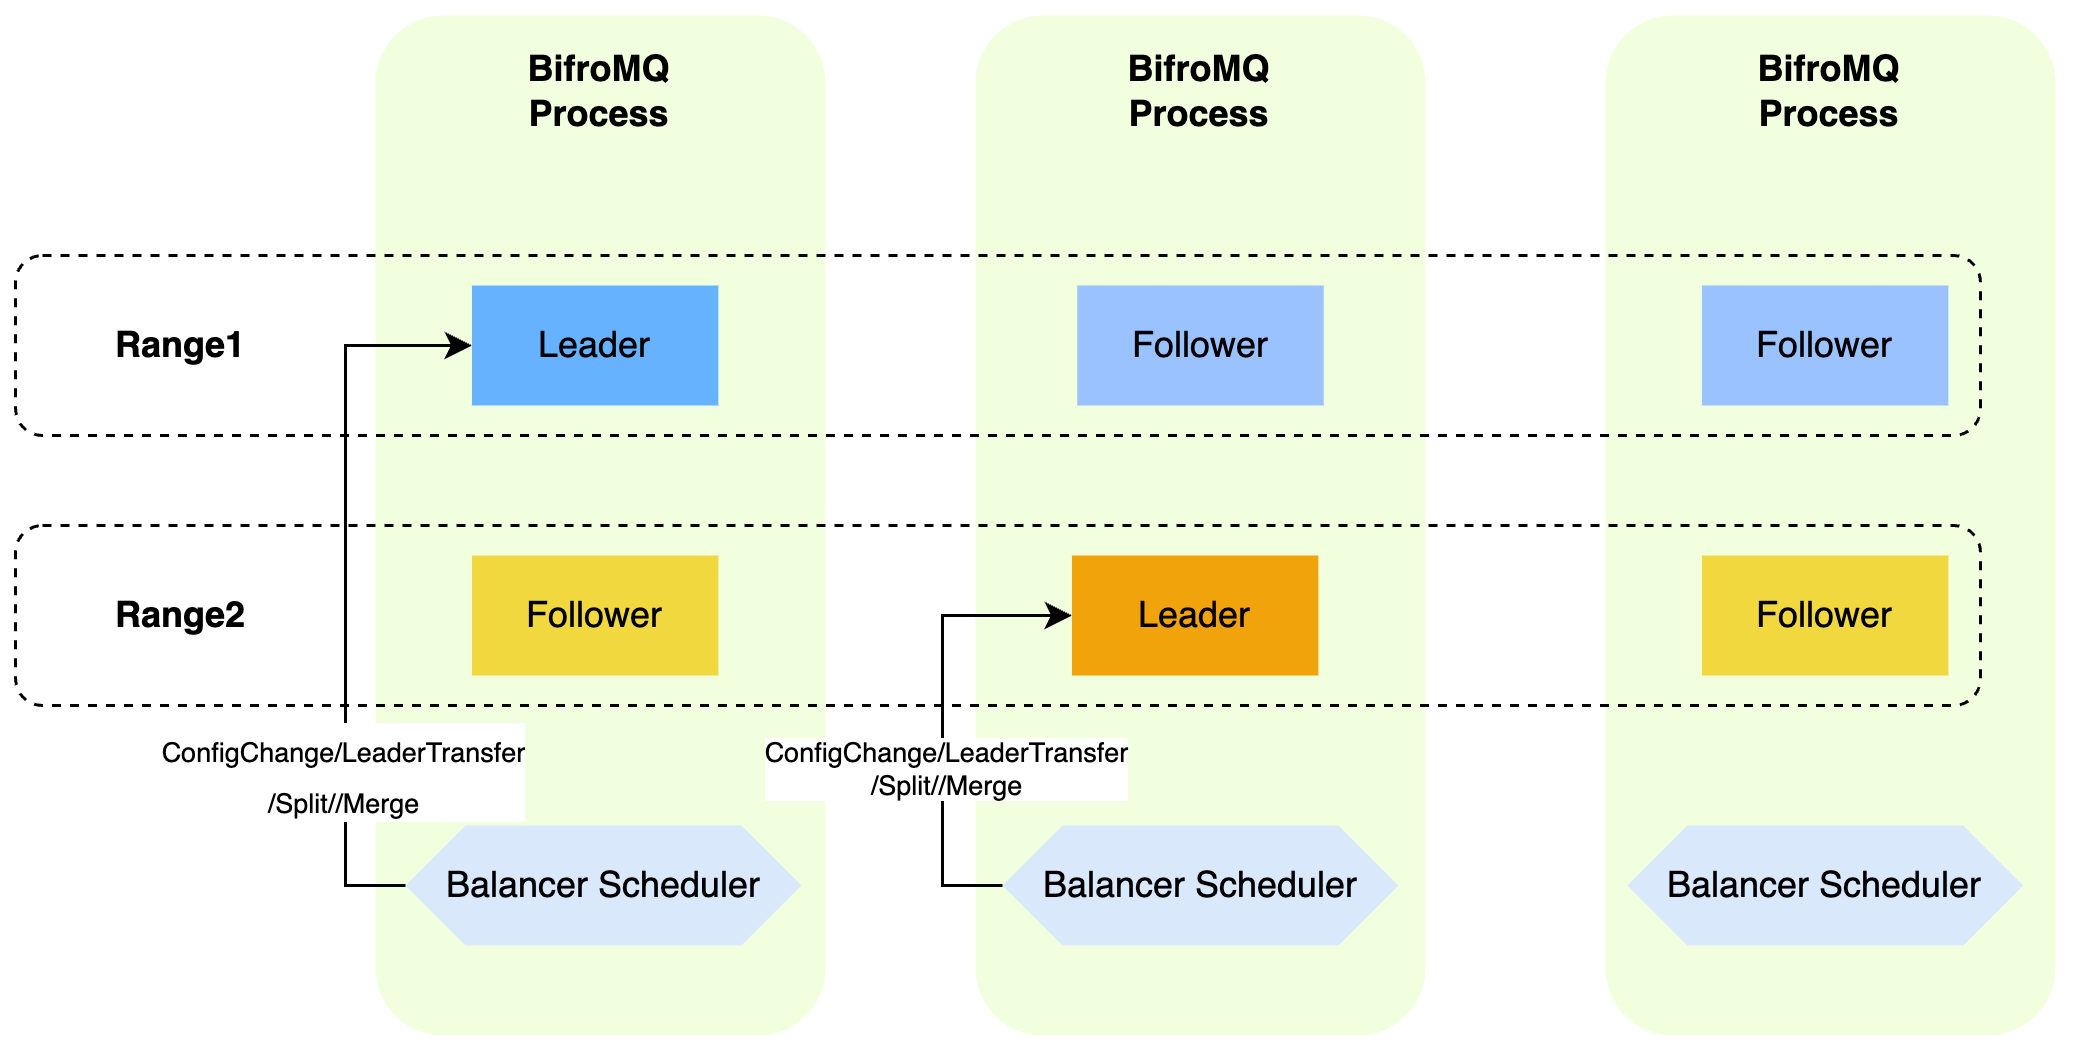 BifroMQ
Process
BifroMQ
Process
BifroMQ
Process
Range1
Leader
Follower
Follower
Range2
Follower
Leader
Follower
ConfigChange/LeaderTransfer
/Split//Merge
ConfigChange/LeaderTransfer
/Split//Merge
Balancer Scheduler
Balancer Scheduler
Balancer Scheduler